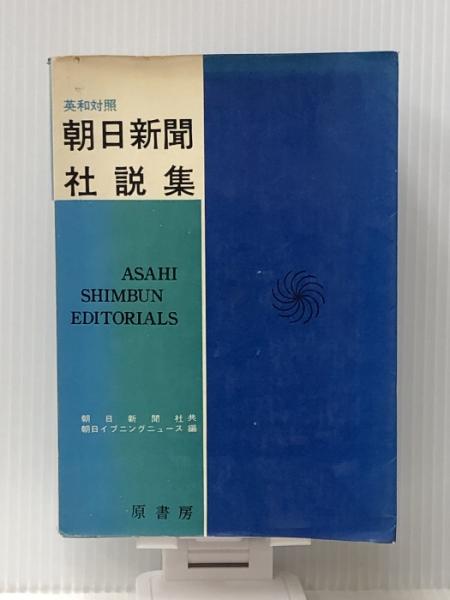 英和対照
朝日新聞
社説集
ASAHI
SHIMBUN
EDITORIALS
朝日新聞社共
朝日イブニングニュース編
原書房